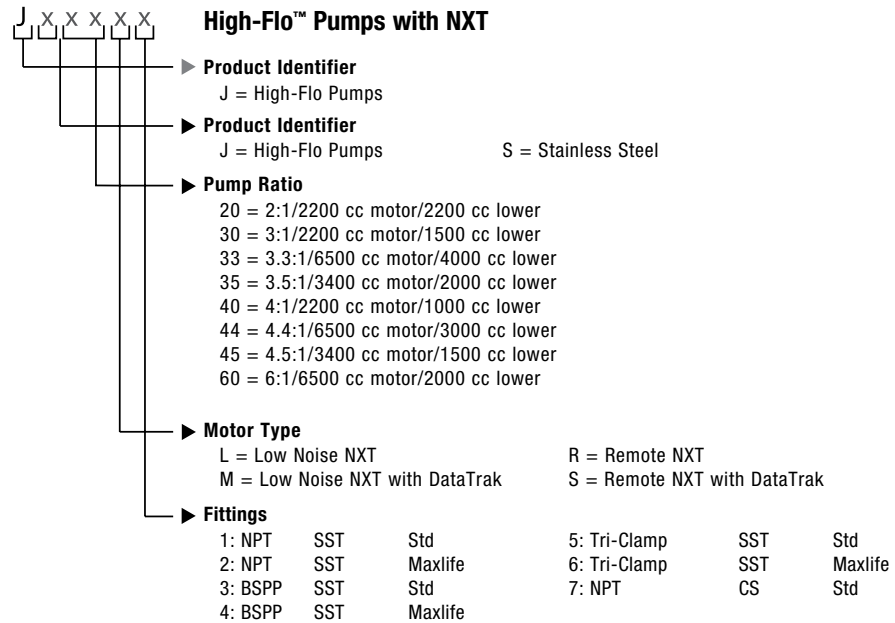 J x x x x x
High-Flo™ Pumps with NXT
Product Identifier
J = High-Flo Pumps
Product Identifier
J = High-Flo Pumps S = Stainless Steel
Pump Ratio
20 = 2:1/2200 cc motor/2200 cc lower
30 = 3:1/2200 cc motor/1500 cc lower
33 = 3.3:1/6500 cc motor/4000 cc lower
35 = 3.5:1/3400 cc motor/2000 cc lower
40 = 4:1/2200 cc motor/1000 cc lower
44 = 4.4:1/6500 cc motor/3000 cc lower
45 = 4.5:1/3400 cc motor/1500 cc lower
60 = 6:1/6500 cc motor/2000 cc lower
Motor Type
L = Low Noise NXT R = Remote NXT
M = Low Noise NXT with DataTrak S = Remote NXT with DataTrak
Fittings
1: NPT SST Std 5: Tri-Clamp SST Std
2: NPT SST Maxlife 6: Tri-Clamp SST Maxlife
3: BSPP SST Std 7: NPT CS Std
4: BSPP SST Maxlife